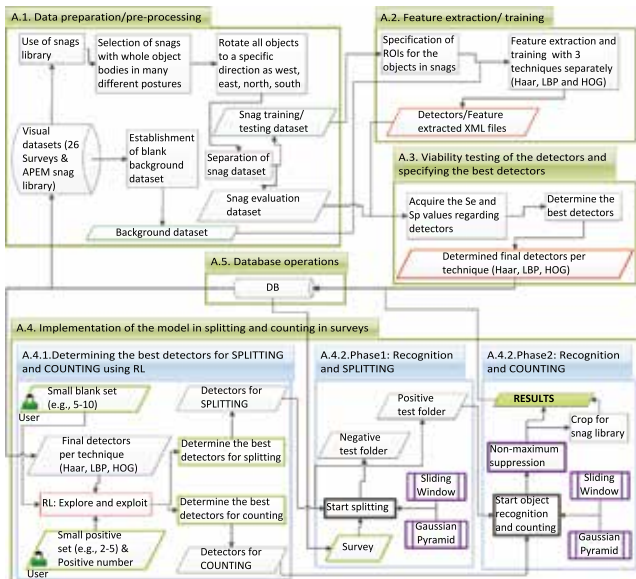 A.1. Data preparation/pre-processing
Use of snags
library
Selection of snags
with whole object
bodies in many
different postures
Rotate all objects
to a specific
direction as west,
east, north, south
Snag training/
testing dataset
Visual
datasets (26
Surveys &
APEM snag
library)
Establishment
of blank
background
dataset
Separation of
snag dataset
Snag evaluation
dataset
Background dataset
A.2. Feature extraction/ training
Specification of
ROIs for the
objects in snags
Feature extraction and
training with 3
techniques separately
(Haar, LBP and HOG)
Detectors/Feature
extracted XML files
A.3. Viability testing of the detectors and
specifying the best detectors
Acquire the Se and
Sp values regarding
detectors
Determine the
best detectors
Determined final detectors per
technique (Haar, LBP, HOG)
A.5. Database operations
DB
A.4. Implementation of the model in splitting and counting in surveys
A.4.1.Determining the best detectors for SPLITTING
and COUNTING using RL
Small blank set
(e.g., 5-10)
User
Detectors for
SPLITTING
Final detectors
per technique
(Haar, LBP, HOG)
Determine the best
detectors for splitting
RL: Explore and exploit
Determine the best
detectors for counting
Small positive
set (e.g., 2-5) &
Positive number
User
Detectors for
COUNTING
A.4.2.Phase1: Recognition
and SPLITTING
Positive
test folder
Negative
test folder
Sliding
Window
Start splitting
Gaussian
Pyramid
Survey
A.4.2.Phase2: Recognition
and COUNTING
RESULTS
Crop for
snag library
Non-maximum
suppression
Sliding
Window
Start object
recognition
and counting
Gaussian
Pyramid